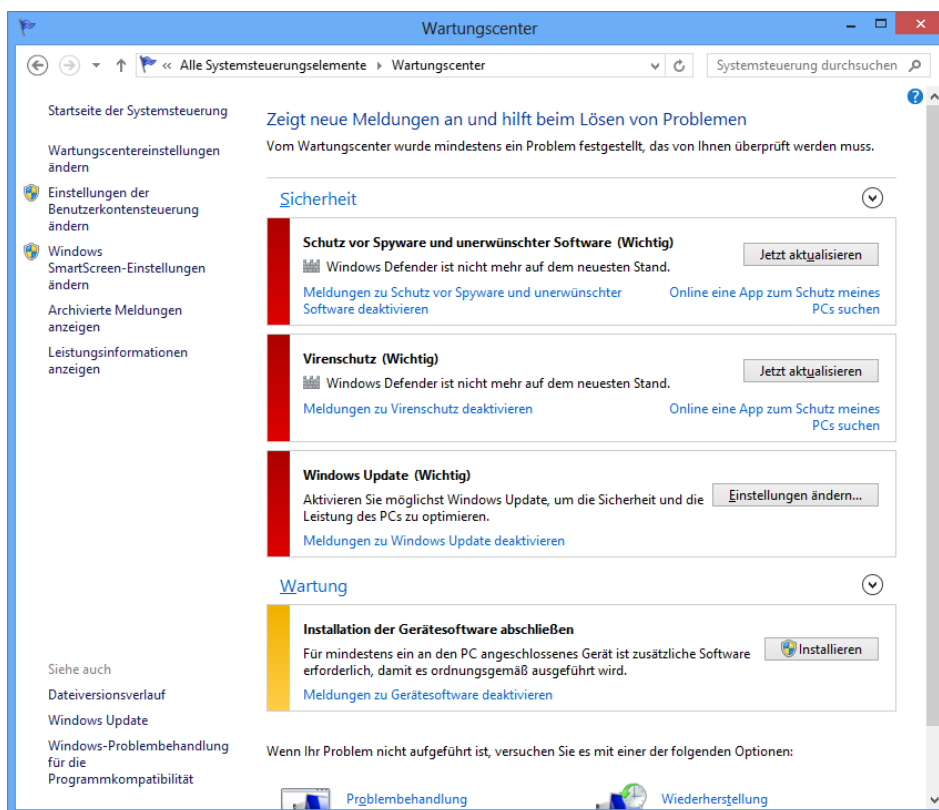 Wartungscenter
« Alle Systemsteuerungselemente Wartungscenter
Systemsteuerung durchsuchen
Startseite der Systemsteuerung
Wartungscentereinstellungen
ändern
Einstellungen der
Benutzerkontensteuerung
ändern
Windows
SmartScreen-Einstellungen
ändern
Archivierte Meldungen
anzeigen
Leistungsinformationen
anzeigen
Siehe auch
Dateiversionsverlauf
Windows Update
Windows-Problembehandlung
für die
Programmkompatibilität
?
Zeigt neue Meldungen an und hilft beim Lösen von Problemen
Vom Wartungscenter wurde mindestens ein Problem festgestellt, das von Ihnen überprüft werden muss.
Sicherheit
Schutz vor Spyware und unerwünschter Software (Wichtig)
Windows Defender ist nicht mehr auf dem neuesten Stand.
Jetzt aktualisieren
Meldungen zu Schutz vor Spyware und unerwünschter
Software deaktivieren
Online eine App zum Schutz meines
PCs suchen
Virenschutz (Wichtig)
Windows Defender ist nicht mehr auf dem neuesten Stand.
Jetzt aktualisieren
Meldungen zu Virenschutz deaktivieren
Online eine App zum Schutz meines
PCs suchen
Windows Update (Wichtig)
Aktivieren Sie möglichst Windows Update, um die Sicherheit und die
Leistung des PCs zu optimieren.
Einstellungen ändern...
Meldungen zu Windows Update deaktivieren
Wartung
Installation der Gerätesoftware abschließen
Für mindestens ein an den PC angeschlossenes Gerät ist zusätzliche Software
erforderlich, damit es ordnungsgemäß ausgeführt wird.
Installieren
Meldungen zu Gerätesoftware deaktivieren
Wenn Ihr Problem nicht aufgeführt ist, versuchen Sie es mit einer der folgenden Optionen:
Problembehandlung
Wiederherstellung